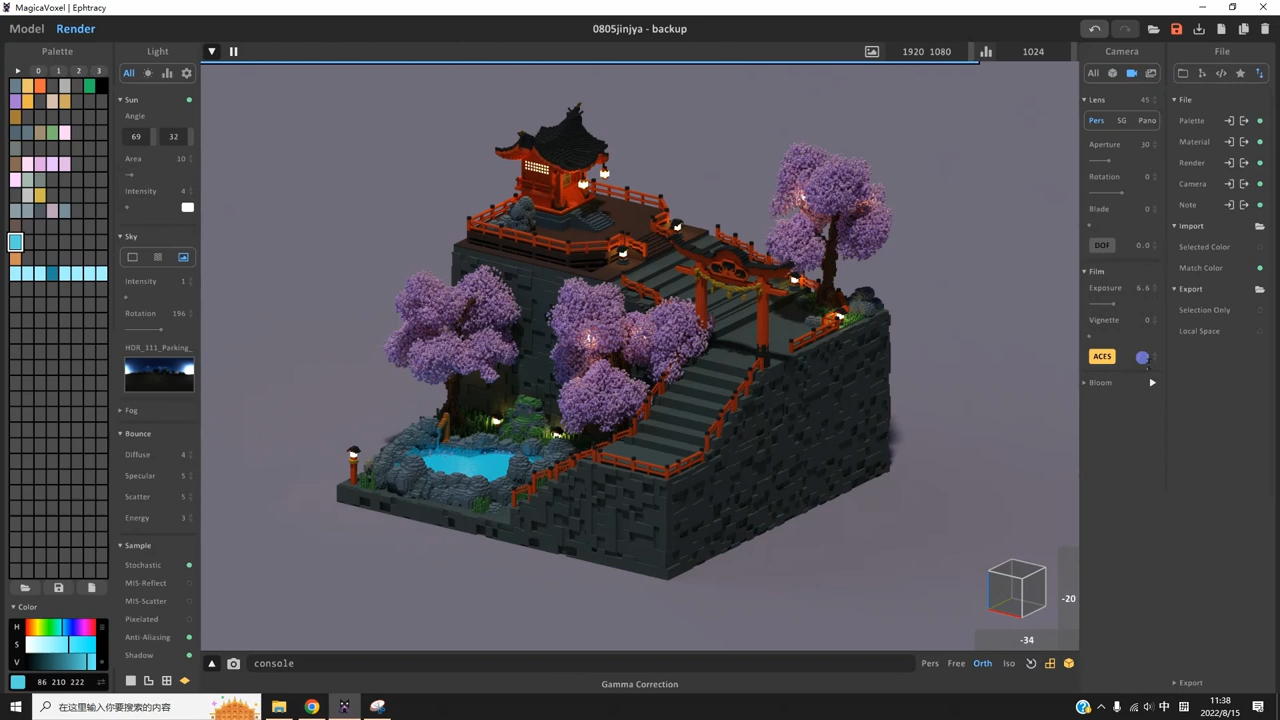 MagicaVoxel | Ephtracy
Model Render
0805jinjya - backup
Palette
0 1 2 3
Light
All
Sun
Angle
69 32
Area 10
Intensity 4
Sky
Intensity 1
Rotation 196
HDR_111_Parking_
Fog
Bounce
Diffuse 4
Specular 5
Scatter 5
Energy 3
Sample
Stochastic
MIS-Reflect
MIS-Scatter
Pixelated
Anti-Aliasing
Shadow
Color
H
S
V
86 210 222
1920 1080
1024
console
Pers Free Orth Iso
Gamma Correction
-20
-34
Camera
All
Lens 45
Pers SG Pano
Aperture 30
Rotation 0
Blade 0
DOF 0.0
Film
Exposure 6.6
Vignette 0
ACES
Bloom
File
File
Palette
Material
Render
Camera
Note
Import
Selected Color
Match Color
Export
Selection Only
Local Space
Export
在这里输入你要搜索的内容
中
11:38
2022/8/15